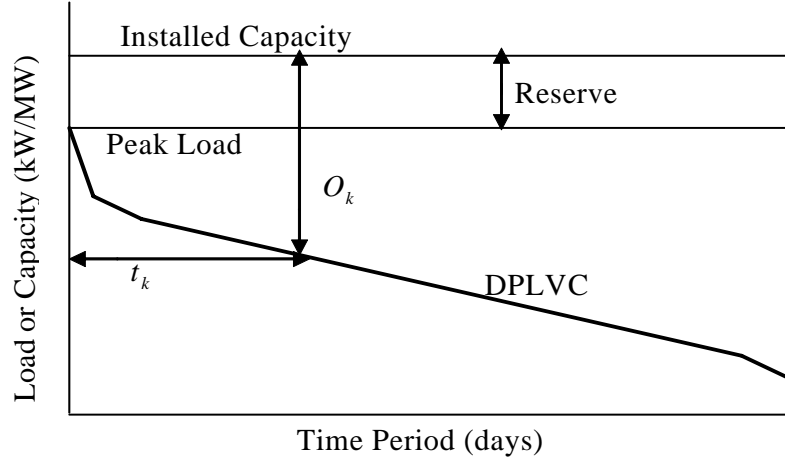 Installed Capacity
Reserve
Peak Load
O_k
t_k
DPLVC
Load or Capacity (kW/MW)
Time Period (days)